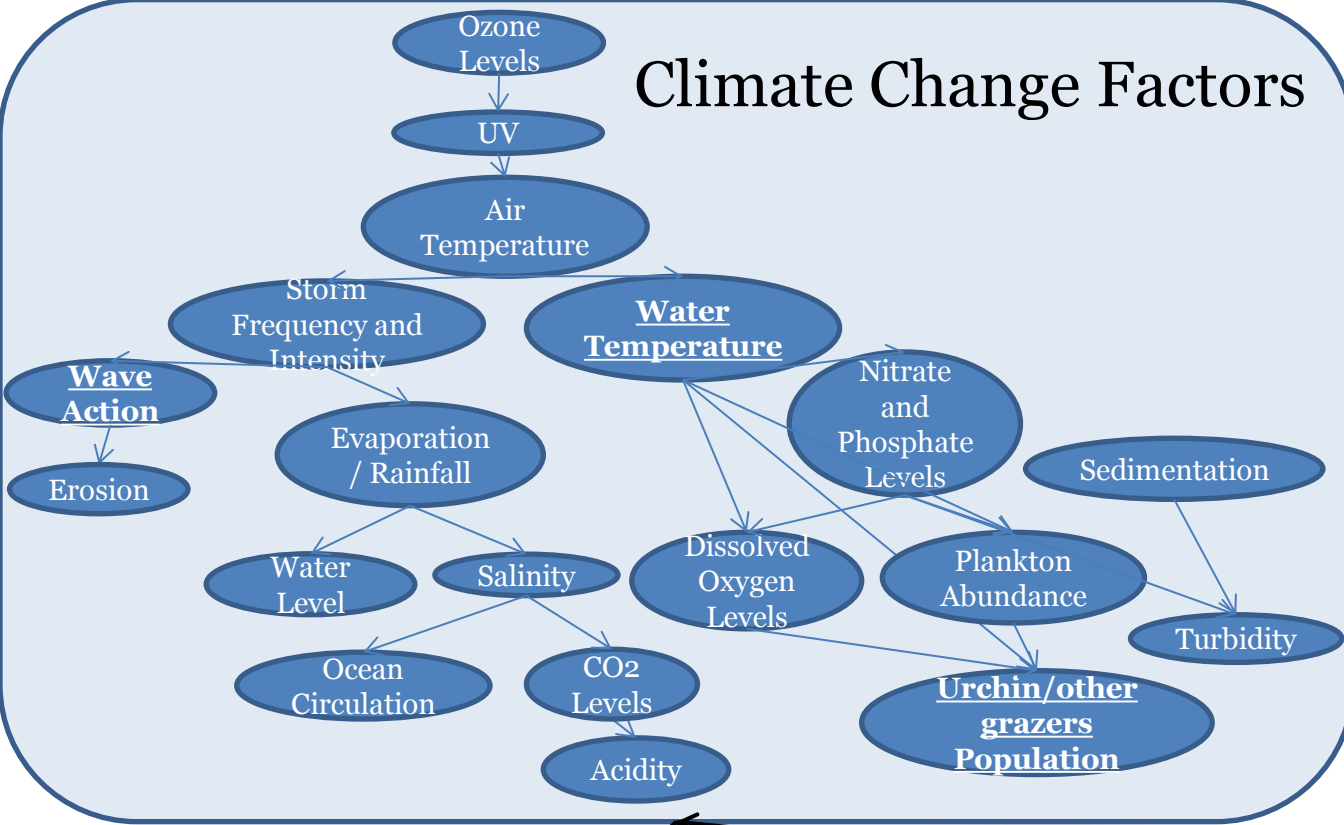 Ozone
Levels
Climate Change Factors
UV
Air
Temperature
Storm
Frequency and
Intensity
Water
Temperature
Wave
Action
Nitrate
and
Phosphate
Levels
Evaporation
/ Rainfall
Sedimentation
Erosion
Water
Level
Salinity
Dissolved
Oxygen
Levels
Plankton
Abundance
Turbidity
Ocean
Circulation
CO2
Levels
Urchin/other
grazers
Population
Acidity